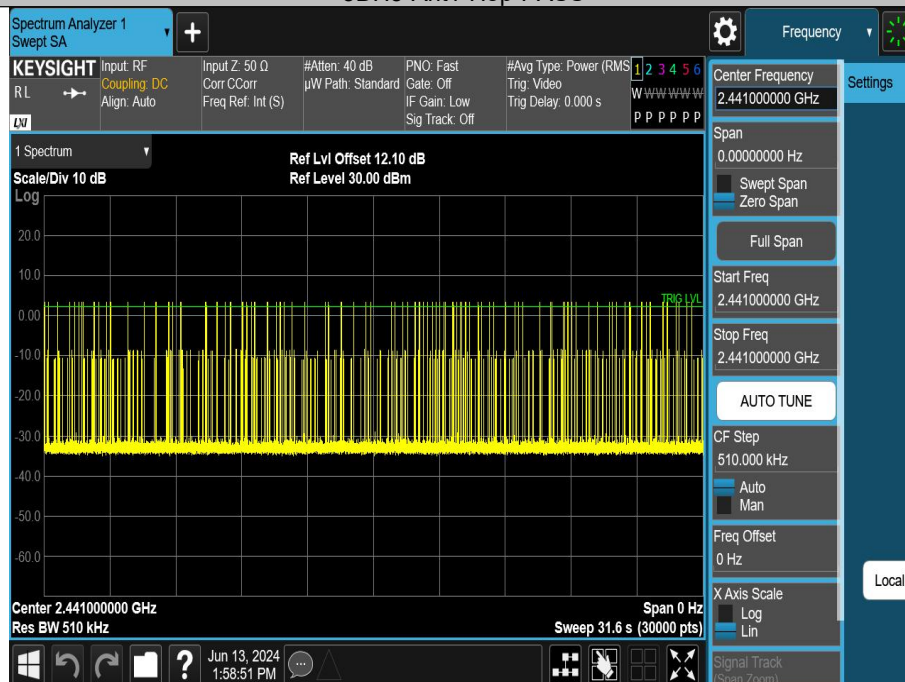 Spectrum Analyzer 1
Swept SA
Frequency
KEYSIGHT
RL
LXI
Input: RF
Coupling: DC
Align: Auto
Input Z: 50 Ω
Corr CCorr
Freq Ref: Int (S)
#Atten: 40 dB
µW Path: Standard
PNO: Fast
Gate: Off
IF Gain: Low
Sig Track: Off
#Avg Type: Power (RMS
Trig: Video
Trig Delay: 0.000 s
1 2 3 4 5 6
W W W W W W
P P P P P P
1 Spectrum
Scale/Div 10 dB
Log
Ref Lvl Offset 12.10 dB
Ref Level 30.00 dBm
20.0
10.0
0.00
-10.0
-20.0
-30.0
-40.0
-50.0
-60.0
TRIG LVL
Center 2.441000000 GHz
Res BW 510 kHz
Span 0 Hz
Sweep 31.6 s (30000 pts)
Center Frequency
2.441000000 GHz
Settings
Span
0.00000000 Hz
Swept Span
Zero Span
Full Span
Start Freq
2.441000000 GHz
Stop Freq
2.441000000 GHz
AUTO TUNE
CF Step
510.000 kHz
Auto
Man
Freq Offset
0 Hz
X Axis Scale
Log
Lin
Local
Signal Track
(Span Zoom)
?
Jun 13, 2024
1:58:51 PM